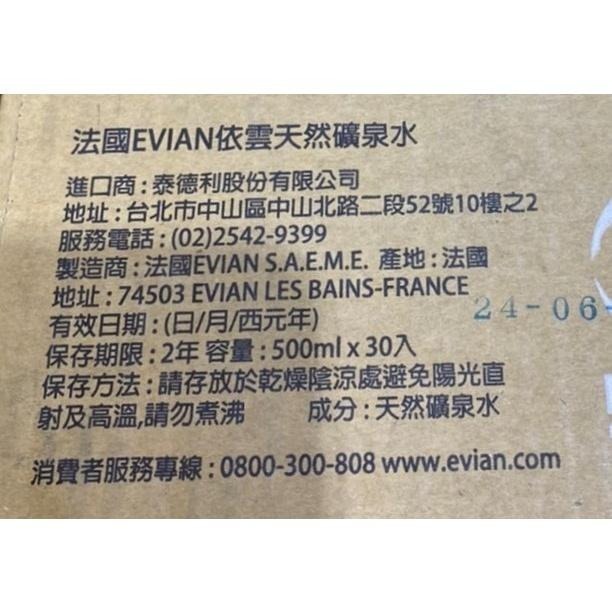 法國EVIAN依雲天然礦泉水
進口商：泰德利股份有限公司
地址：台北市中山區中山北路二段52號10樓之2
服務電話：(02)2542-9399
製造商：法國EVIAN S.A.E.M.E. 產地：法國
地址：74503 EVIAN LES BAINS-FRANCE
24-06-
有效日期：(日/月/西元年)
保存期限：2年 容量：500ml x 30入
保存方法：請存放於乾燥陰涼處避免陽光直
射及高溫,請勿煮沸 成分：天然礦泉水
消費者服務專線：0800-300-808 www.evian.com